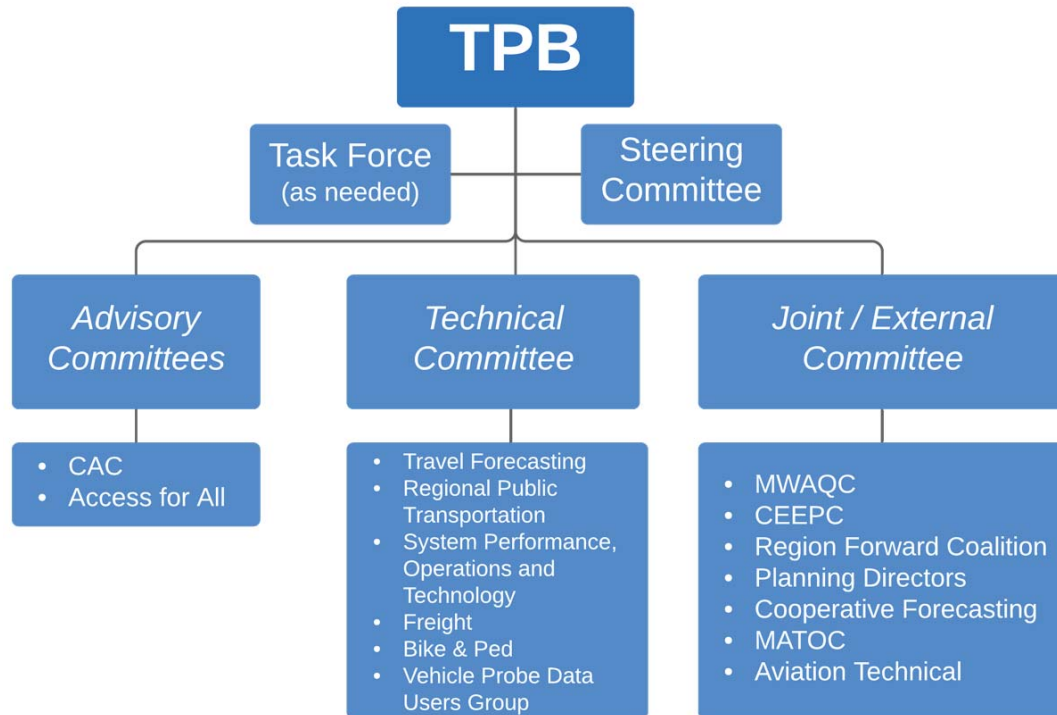 TPB
Task Force
(as needed)
Steering
Committee
Advisory
Committees
Technical
Committee
Joint / External
Committee
• CAC
• Access for All
• Travel Forecasting
• Regional Public
Transportation
• System Performance,
Operations and
Technology
• Freight
• Bike & Ped
• Vehicle Probe Data
Users Group
• MWAQC
• CEEPC
• Region Forward Coalition
• Planning Directors
• Cooperative Forecasting
• MATOC
• Aviation Technical